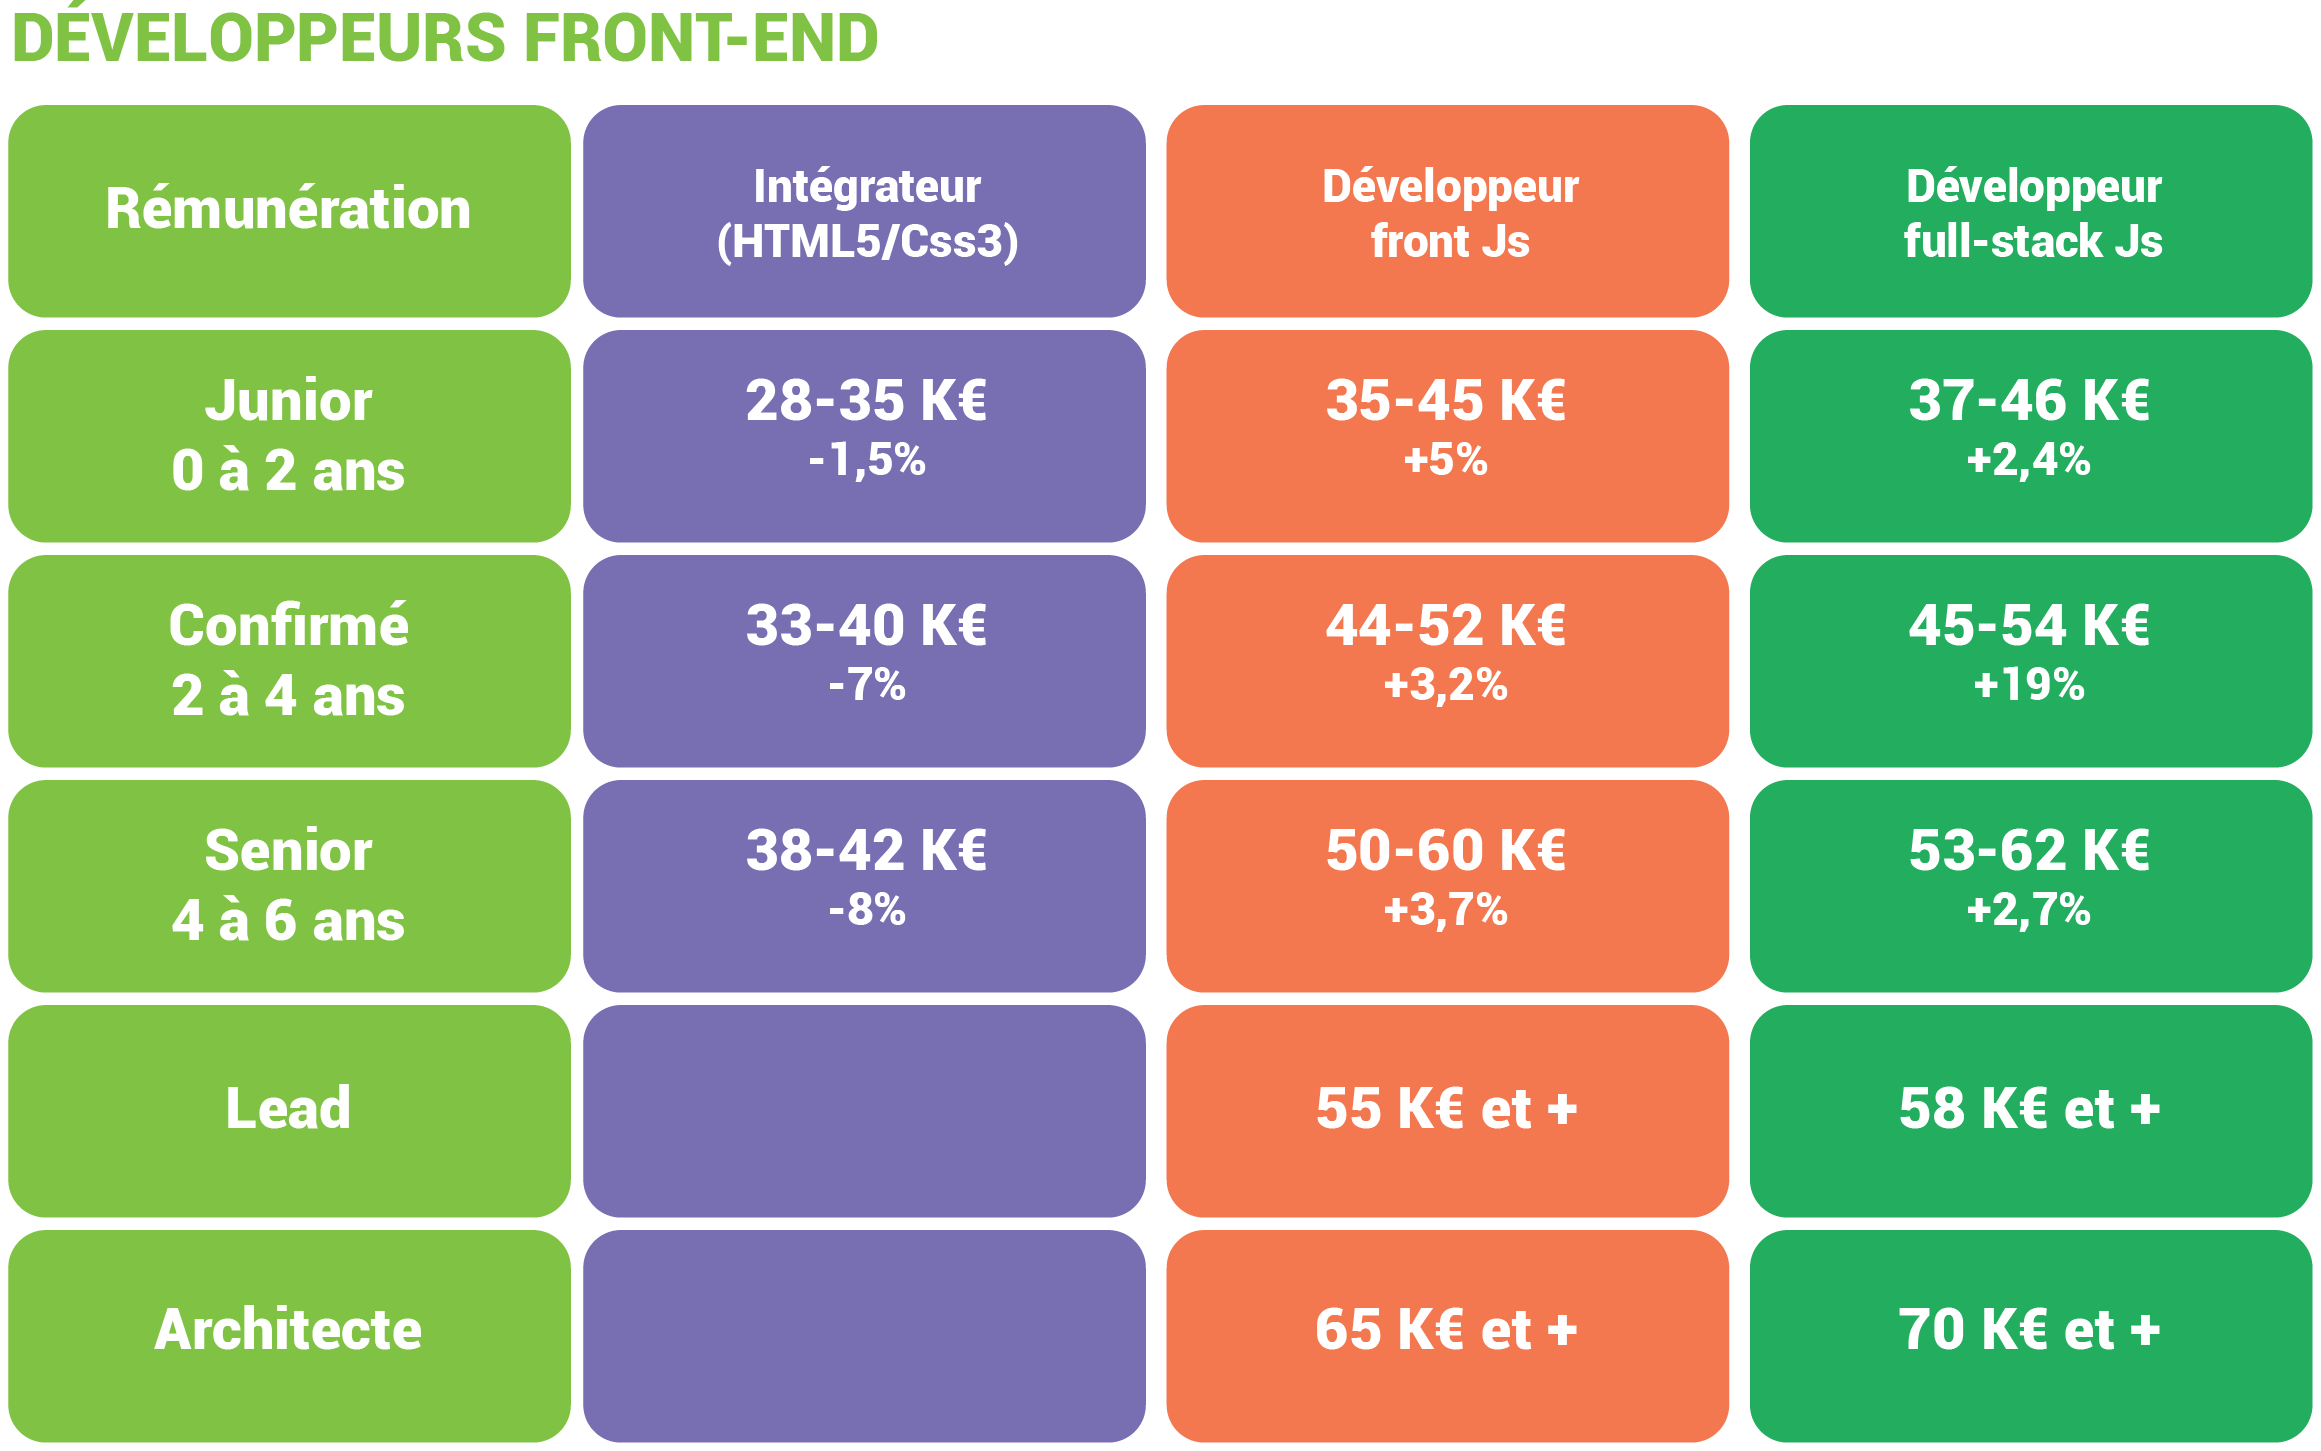 DÉVELOPPEURS FRONT-END
Rémunération
Intégrateur
(HTML5/Css3)
Développeur
front Js
Développeur
full-stack Js
Junior
0 à 2 ans
28-35 K€
-1,5%
35-45 K€
+5%
37-46 K€
+2,4%
Confirmé
2 à 4 ans
33-40 K€
-7%
44-52 K€
+3,2%
45-54 K€
+19%
Senior
4 à 6 ans
38-42 K€
-8%
50-60 K€
+3,7%
53-62 K€
+2,7%
Lead
55 K€ et +
58 K€ et +
Architecte
65 K€ et +
70 K€ et +